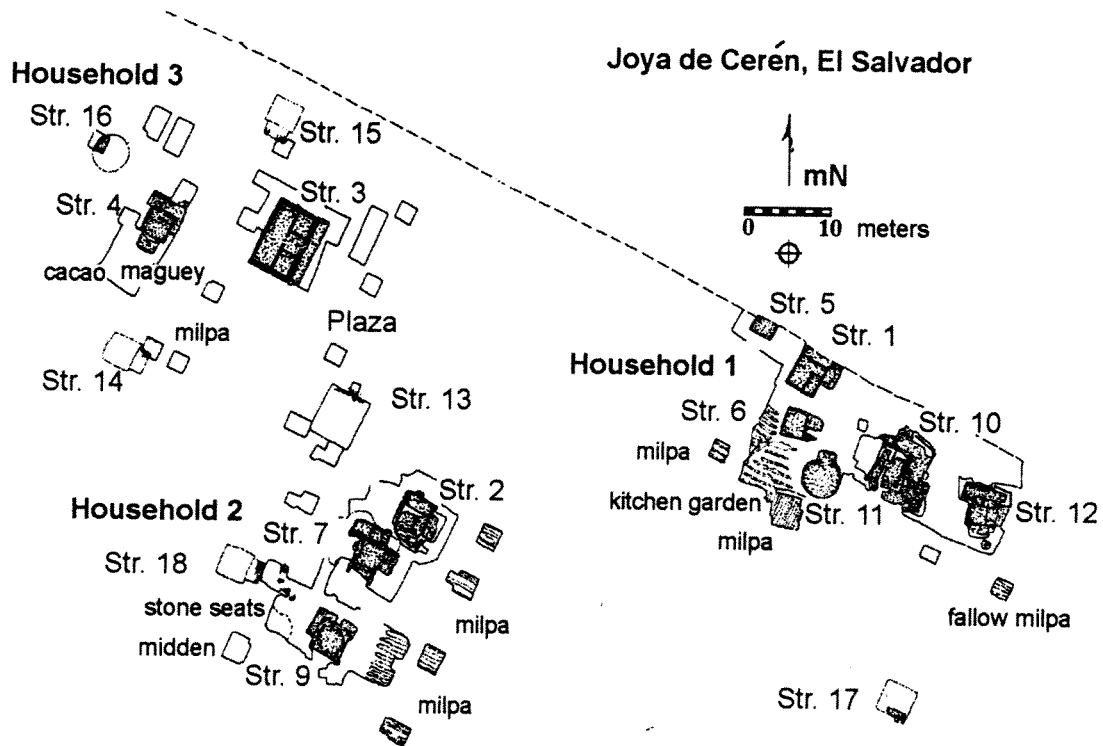 Joya de Cerén, El Salvador
Household 3
Str. 16
Str. 15
mN
Str. 4
Str. 3
0 10 meters
cacao maguey
milpa
Plaza
Str. 5
Str. 1
Str. 14
Household 1
Str. 13
Str. 6
Str. 10
milpa
Household 2
Str. 2
kitchen garden
Str. 11
Str. 12
Str. 7
milpa
Str. 18
stone seats
milpa
fallow milpa
midden
Str. 9
milpa
Str. 17